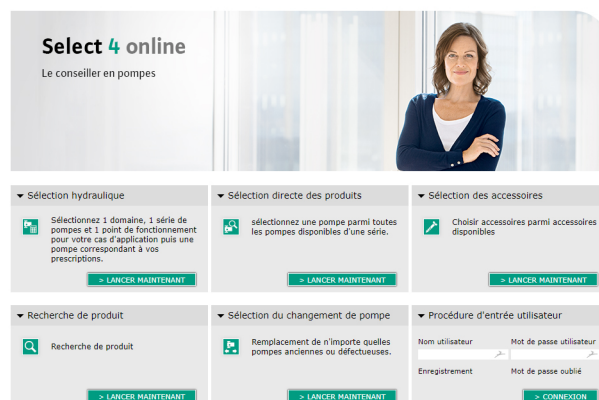 Select 4 online
Le conseiller en pompes
Sélection hydraulique
Sélectionnez 1 domaine, 1 série de
pompes et 1 point de fonctionnement
pour votre cas d'application puis une
pompe correspondant à vos
prescriptions.
> LANCER MAINTENANT
Sélection directe des produits
sélectionnez une pompe parmi toutes
les pompes disponibles d'une série.
> LANCER MAINTENANT
Sélection des accessoires
Choisir accessoires parmi accessoires
disponibles
> LANCER MAINTENANT
Recherche de produit
Recherche de produit
> LANCER MAINTENANT
Sélection du changement de pompe
Remplacement de n'importe quelles
pompes anciennes ou défectueuses.
> LANCER MAINTENANT
Procédure d'entrée utilisateur
Nom utilisateur Mot de passe utilisateur
Enregistrement Mot de passe oublié
> CONNEXION